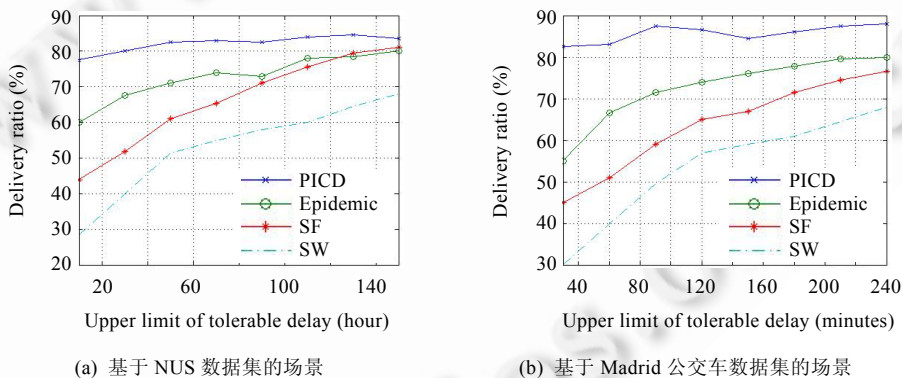 90
80
70
60
50
40
30
20
Delivery ratio (%)
PICD
Epidemic
SF
SW
20
60
100
140
Upper limit of tolerable delay (hour)
(a) 基于 NUS 数据集的场景
90
80
70
60
50
40
30
Delivery ratio (%)
PICD
Epidemic
SF
SW
40
80
120
160
200
240
Upper limit of tolerable delay (minutes)
(b) 基于 Madrid 公交车数据集的场景